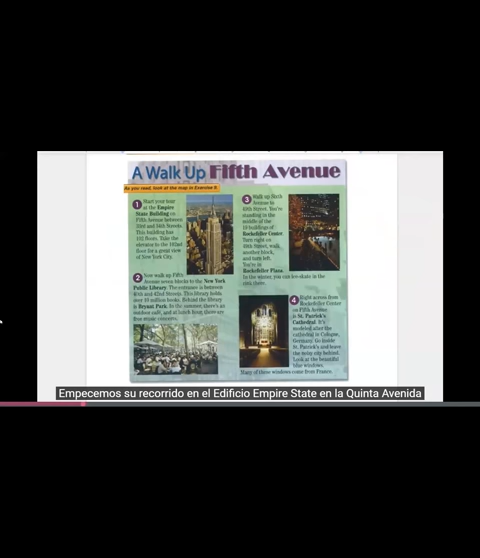 A Walk Up Fifth Avenue
As you read, look at the map in Exercise B.
1 Start your tour
at the Empire
State Building on
Fifth Avenue between
33rd and 34th Streets.
This building has
102 floors. Take the
elevator to the 102nd
floor for a great view
of New York City.
2 Now walk up Fifth
Avenue seven blocks to the New York
Public Library. The entrance is between
40th and 42nd Streets. This library holds
over 10 million books. Behind the library
is Bryant Park. In the summer, there's an
outdoor café, and at lunch hour, there are
free music concerts.
3 Walk up Sixth
Avenue to
49th Street. You're
standing in the
middle of the
19 buildings of
Rockefeller Center.
Turn right on
49th Street, walk
another block,
and turn left.
You're in
Rockefeller Plaza.
In the winter, you can ice-skate in the
rink there.
4 Right across from
Rockefeller Center
on Fifth Avenue
is St. Patrick's
Cathedral. It's
modeled after the
cathedral in Cologne,
Germany. Go inside
St. Patrick's and leave
the noisy city behind.
Look at the beautiful
blue windows.
Many of these windows come from France.
Empecemos su recorrido en el Edificio Empire State en la Quinta Avenida